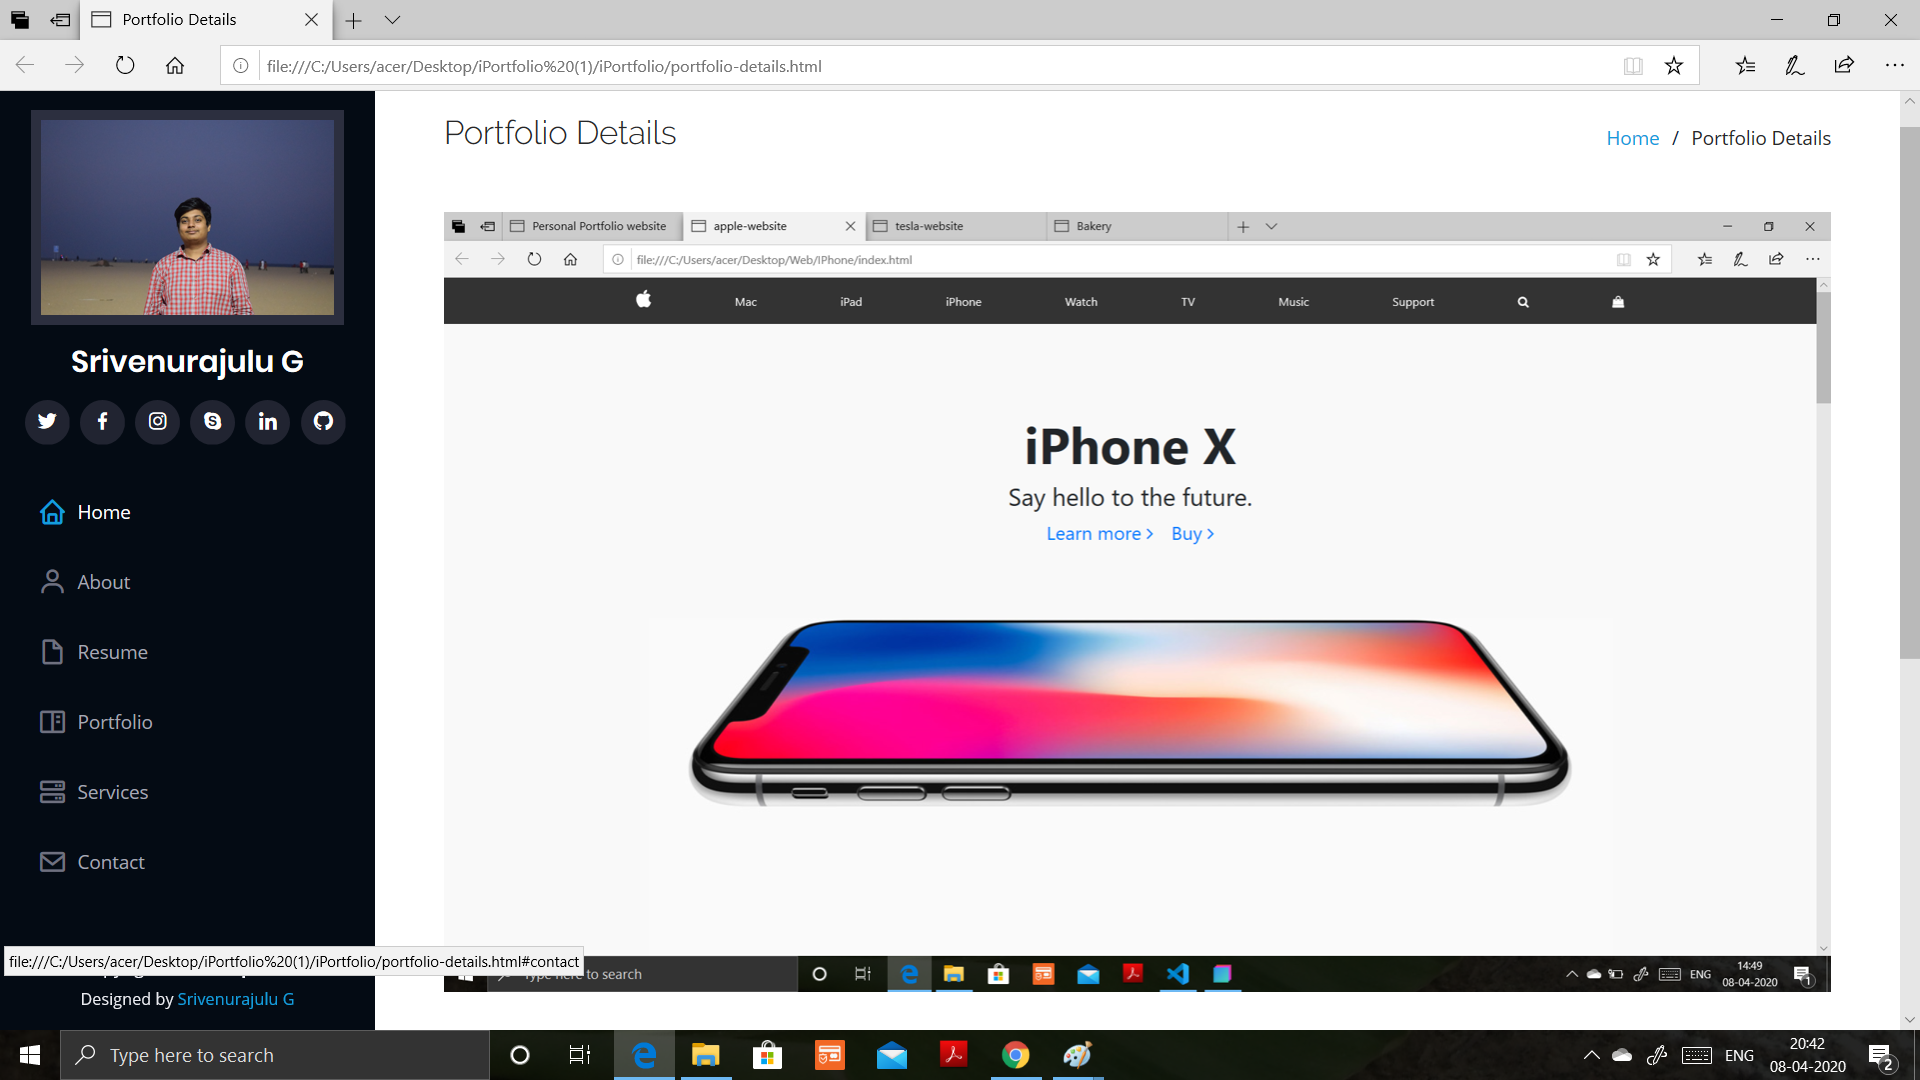 Portfolio Details
file:///C:/Users/acer/Desktop/iPortfolio%20(1)/iPortfolio/portfolio-details.html
Srivenurajulu G
Home
About
Resume
Portfolio
Services
Contact
file:///C:/Users/acer/Desktop/iPortfolio%20(1)/iPortfolio/portfolio-details.html#contact
Designed by Srivenurajulu G
Portfolio Details
Home / Portfolio Details
Personal Portfolio website apple-website tesla-website Bakery
file:///C:/Users/acer/Desktop/Web/IPhone/index.html
Mac iPad iPhone Watch TV Music Support
iPhone X
Say hello to the future.
Learn more > Buy >
here to search
ENG
14:49
08-04-2020
1
Type here to search
ENG
20:42
08-04-2020
2